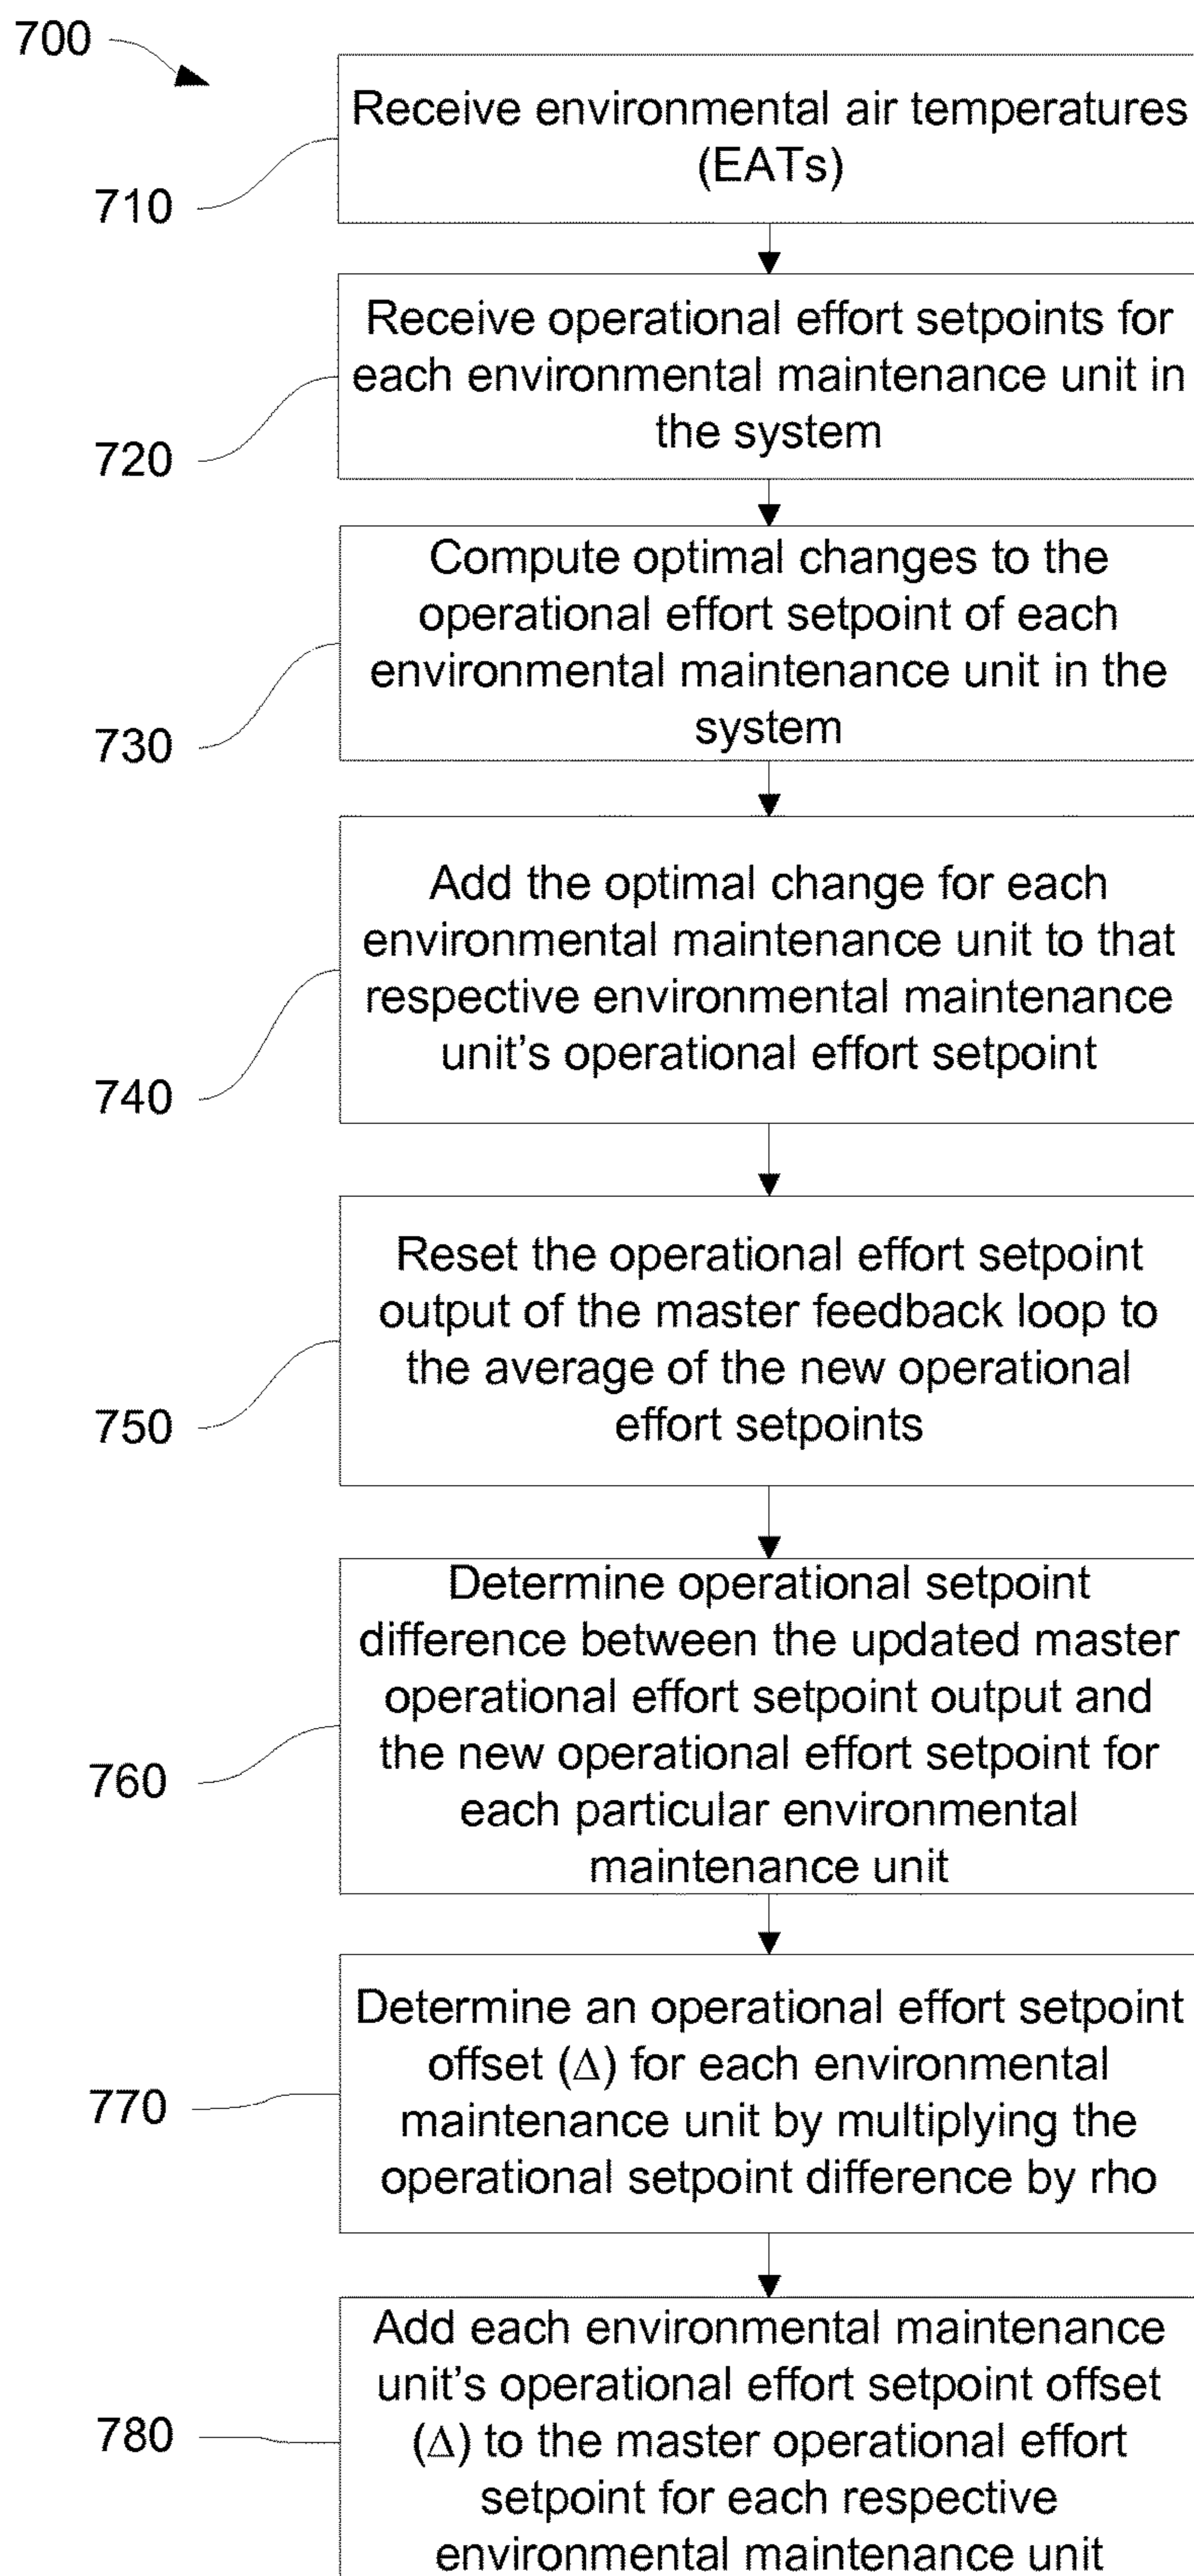 700
Receive environmental air temperatures
(EATs)
710
Receive operational effort setpoints for
each environmental maintenance unit in
the system
720
Compute optimal changes to the
operational effort setpoint of each
environmental maintenance unit in the
system
730
Add the optimal change for each
environmental maintenance unit to that
respective environmental maintenance
unit's operational effort setpoint
740
Reset the operational effort setpoint
output of the master feedback loop to
the average of the new operational
effort setpoints
750
Determine operational setpoint
difference between the updated master
operational effort setpoint output and
the new operational effort setpoint for
each particular environmental
maintenance unit
760
Determine an operational effort setpoint
offset (Δ) for each environmental
maintenance unit by multiplying the
operational setpoint difference by rho
770
Add each environmental maintenance
unit's operational effort setpoint offset
(Δ) to the master operational effort
setpoint for each respective
environmental maintenance unit
780